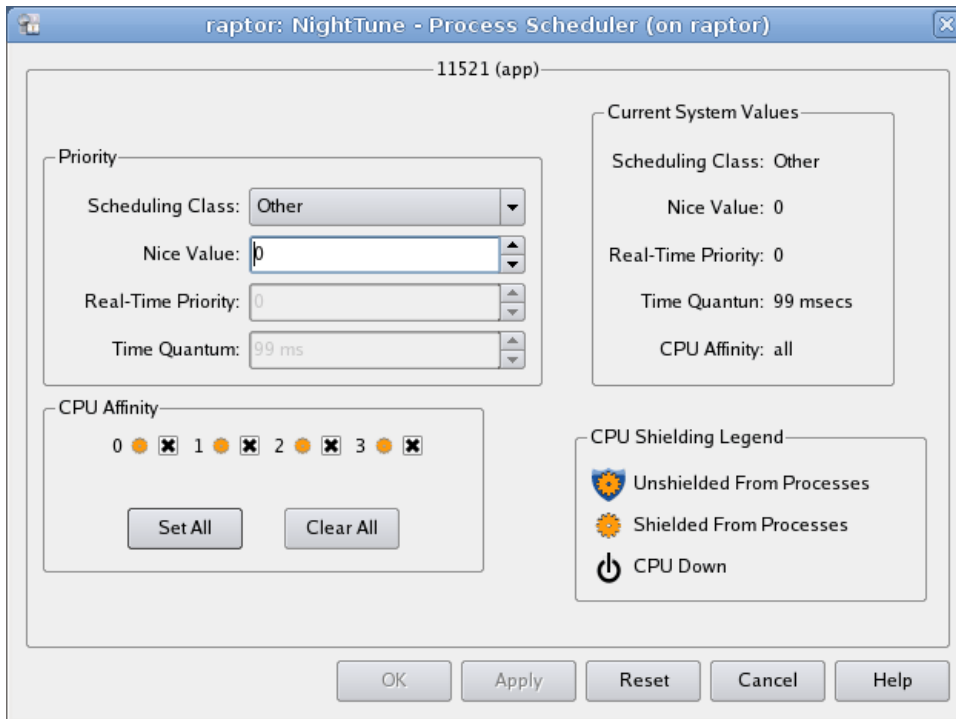 raptor: NightTune - Process Scheduler (on raptor)
11521 (app)
Priority
Scheduling Class: Other
Nice Value: 0
Real-Time Priority: 0
Time Quantum: 99 ms
Current System Values
Scheduling Class: Other
Nice Value: 0
Real-Time Priority: 0
Time Quantun: 99 msecs
CPU Affinity: all
CPU Affinity
0 1 2 3
Set All Clear All
CPU Shielding Legend
Unshielded From Processes
Shielded From Processes
CPU Down
OK Apply Reset Cancel Help